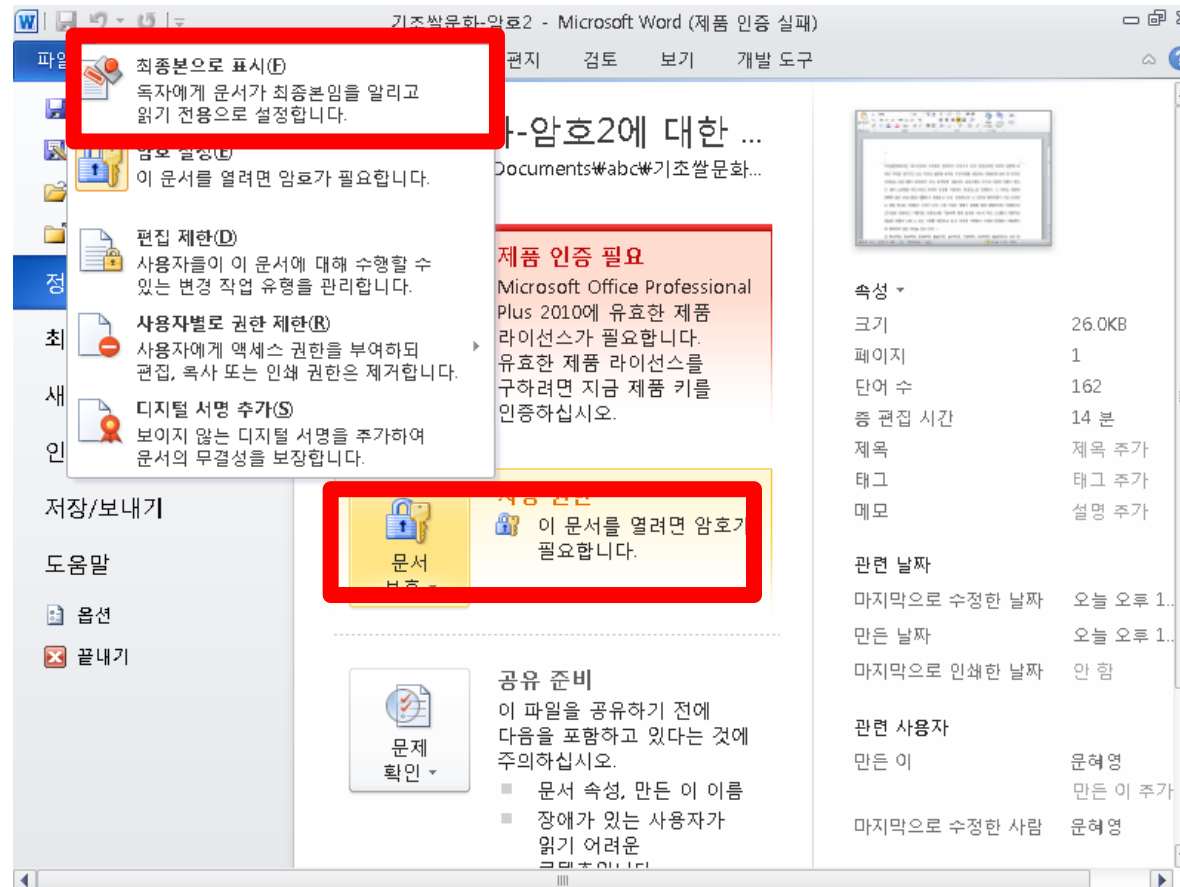 기초쌀문화-암호2 - Microsoft Word (제품 인증 실패)
편지 검토 보기 개발 도구
최종본으로 표시(F)
독자에게 문서가 최종본임을 알리고
읽기 전용으로 설정합니다.
암호 설정(E)
이 문서를 열려면 암호가 필요합니다.
편집 제한(D)
사용자들이 이 문서에 대해 수행할 수
있는 변경 작업 유형을 관리합니다.
사용자별로 권한 제한(R)
사용자에게 액세스 권한을 부여하되
편집, 복사 또는 인쇄 권한은 제거합니다.
디지털 서명 추가(S)
보이지 않는 디지털 서명을 추가하여
문서의 무결성을 보장합니다.
저장/보내기
도움말
옵션
끝내기
-암호2에 대한 ...
Documents₩abc₩기초쌀문화...
제품 인증 필요
Microsoft Office Professional
Plus 2010에 유효한 제품
라이선스가 필요합니다.
유효한 제품 라이선스를
구하려면 지금 제품 키를
인증하십시오.
문서
이 문서를 열려면 암호가
필요합니다.
문제
확인
공유 준비
이 파일을 공유하기 전에
다음을 포함하고 있다는 것에
주의하십시오.
문서 속성, 만든 이 이름
장애가 있는 사용자가
읽기 어려운
속성
크기 26.0KB
페이지 1
단어 수 162
총 편집 시간 14 분
제목 제목 추가
태그 태그 추가
메모 설명 추가
관련 날짜
마지막으로 수정한 날짜 오늘 오후 1..
만든 날짜 오늘 오후 1..
마지막으로 인쇄한 날짜 안 함
관련 사용자
만든 이 문혜영
만든 이 추가
마지막으로 수정한 사람 문혜영